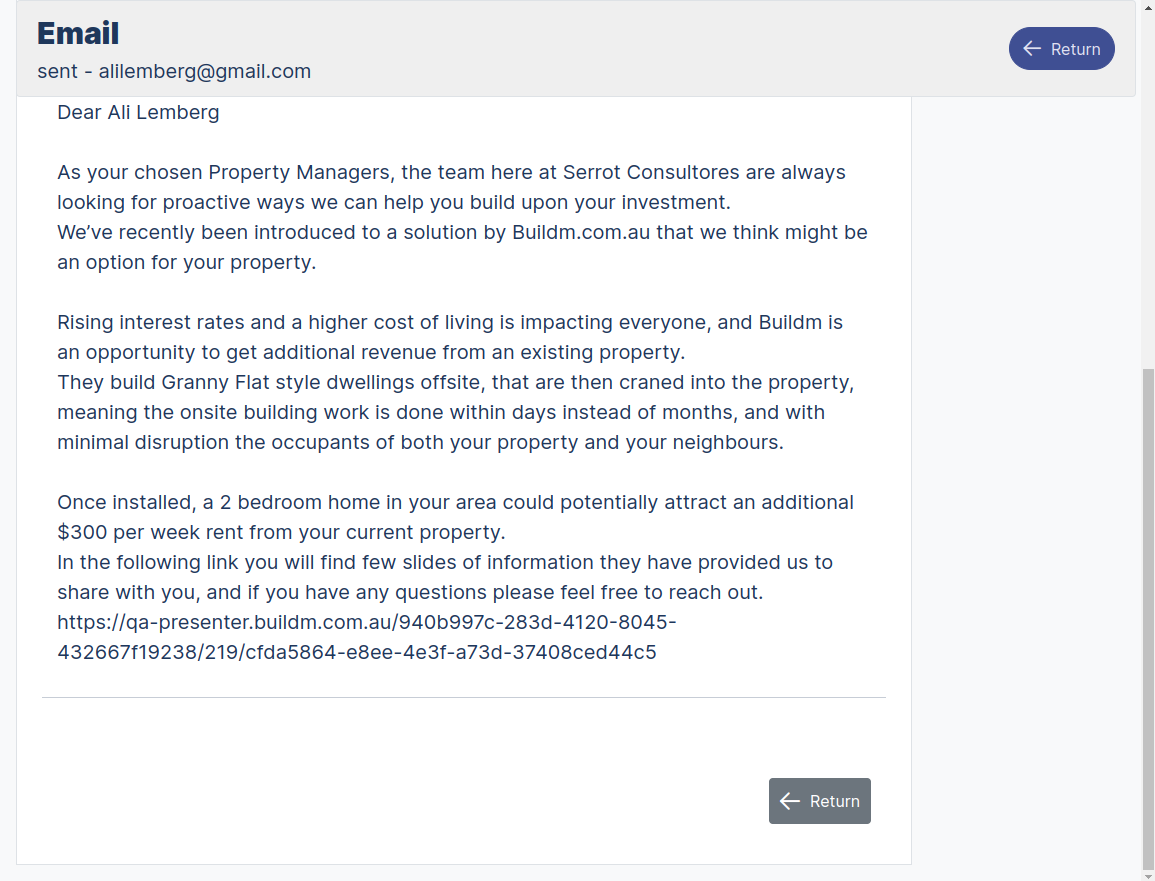 Email
sent - alilemberg@gmail.com
Return
Dear Ali Lemberg
As your chosen Property Managers, the team here at Serrot Consultores are always
looking for proactive ways we can help you build upon your investment.
We’ve recently been introduced to a solution by Buildm.com.au that we think might be
an option for your property.
Rising interest rates and a higher cost of living is impacting everyone, and Buildm is
an opportunity to get additional revenue from an existing property.
They build Granny Flat style dwellings offsite, that are then craned into the property,
meaning the onsite building work is done within days instead of months, and with
minimal disruption the occupants of both your property and your neighbours.
Once installed, a 2 bedroom home in your area could potentially attract an additional
$300 per week rent from your current property.
In the following link you will find few slides of information they have provided us to
share with you, and if you have any questions please feel free to reach out.
https://qa-presenter.buildm.com.au/940b997c-283d-4120-8045-
432667f19238/219/cfda5864-e8ee-4e3f-a73d-37408ced44c5
Return